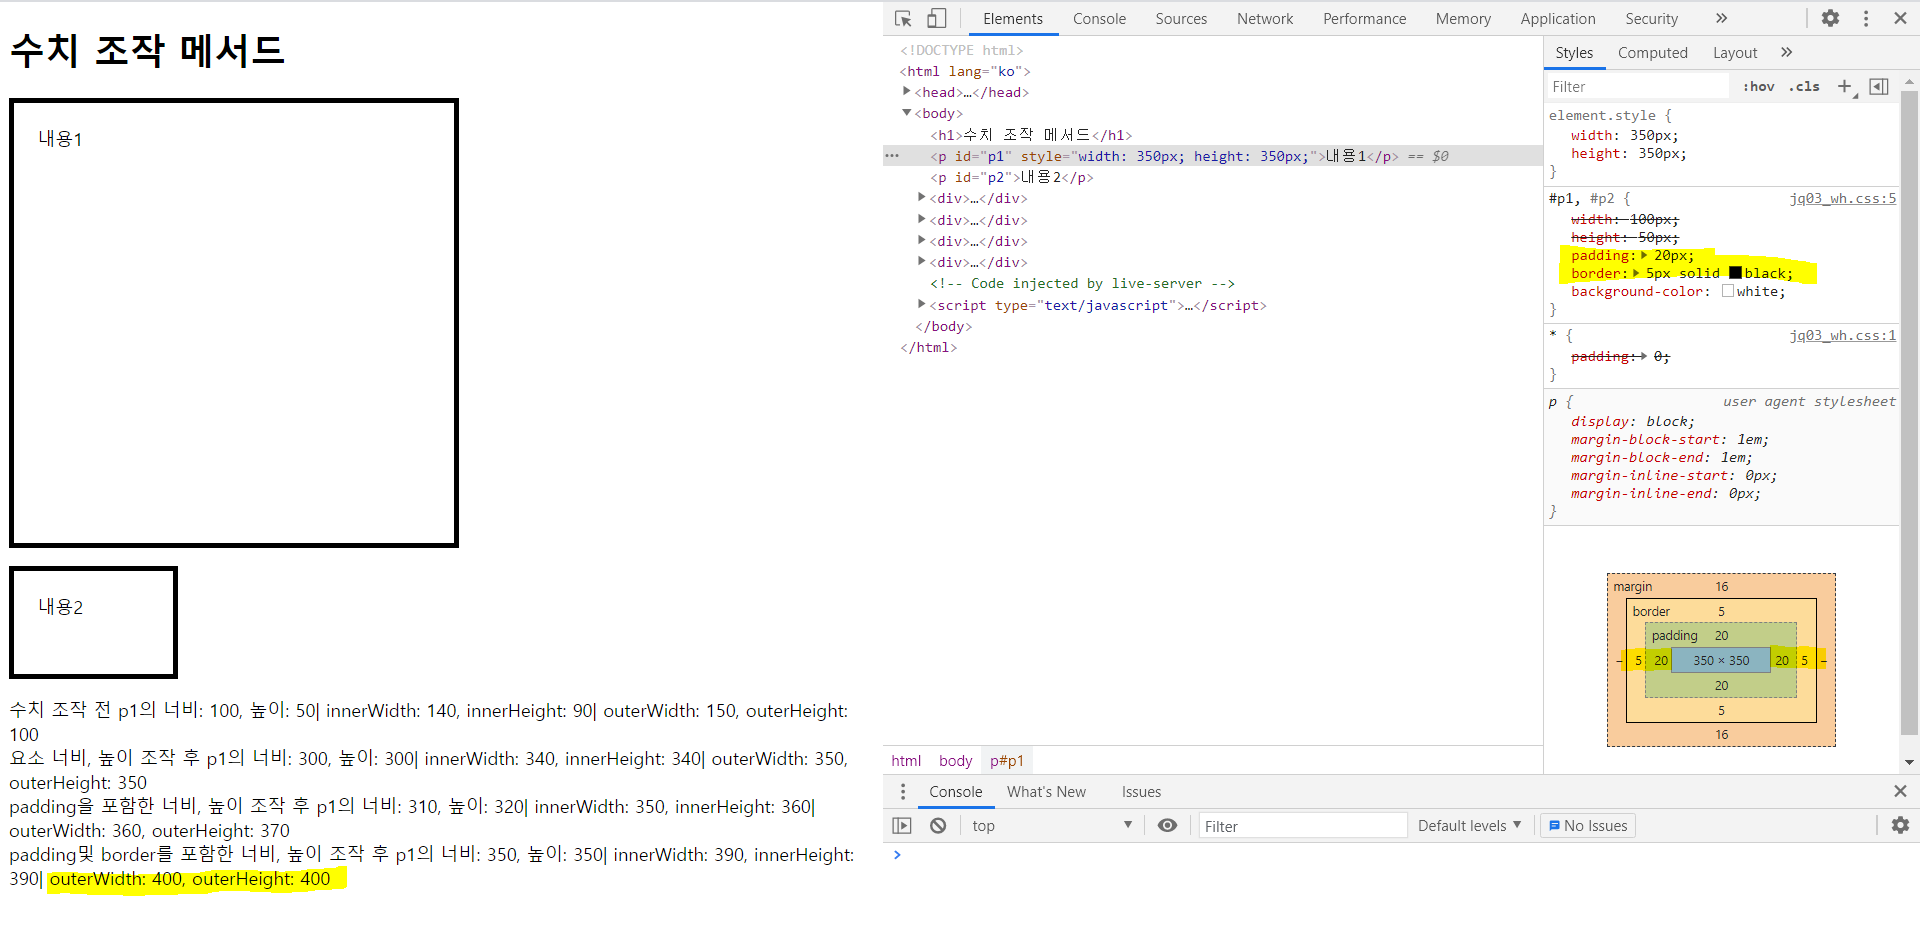 수치 조작 메서드
내용1
내용2
수치 조작 전 p1의 너비: 100, 높이: 50| innerWidth: 140, innerHeight: 90| outerWidth: 150, outerHeight:
100
요소 너비, 높이 조작 후 p1의 너비: 300, 높이: 300| innerWidth: 340, innerHeight: 340| outerWidth: 350,
outerHeight: 350
padding을 포함한 너비, 높이 조작 후 p1의 너비: 310, 높이: 320| innerWidth: 350, innerHeight: 360|
outerWidth: 360, outerHeight: 370
padding및 border를 포함한 너비, 높이 조작 후 p1의 너비: 350, 높이: 350| innerWidth: 390, innerHeight:
390| outerWidth: 400, outerHeight: 400
Elements Console Sources Network Performance Memory Application Security »
<!DOCTYPE html>
<html lang="ko">
<head>…</head>
<body>
<h1>수치 조작 메서드</h1>
<p id="p1" style="width: 350px; height: 350px;">내용1</p> == $0
<p id="p2">내용2</p>
<div>…</div>
<div>…</div>
<div>…</div>
<div>…</div>
<!-- Code injected by live-server -->
<script type="text/javascript">…</script>
</body>
</html>
html body p#p1
Styles Computed Layout »
Filter :hov .cls +
element.style {
width: 350px;
height: 350px;
}
#p1, #p2 { jq03_wh.css:5
width: 100px;
height: 50px;
padding: 20px;
border: 5px solid black;
background-color: white;
}
* { jq03_wh.css:1
padding: 0;
}
p { user agent stylesheet
display: block;
margin-block-start: 1em;
margin-block-end: 1em;
margin-inline-start: 0px;
margin-inline-end: 0px;
}
margin 16
border 5
padding 20
– 5 20 350 × 350 20 5 –
20
5
16
Console What's New Issues
top Filter Default levels No Issues
>